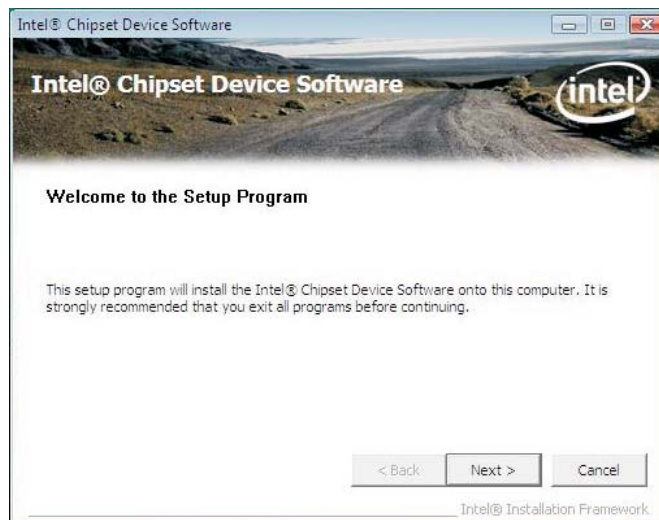 Intel® Chipset Device Software
Intel® Chipset Device Software
intel
Welcome to the Setup Program
This setup program will install the Intel® Chipset Device Software onto this computer. It is
strongly recommended that you exit all programs before continuing.
< Back
Next >
Cancel
Intel® Installation Framework